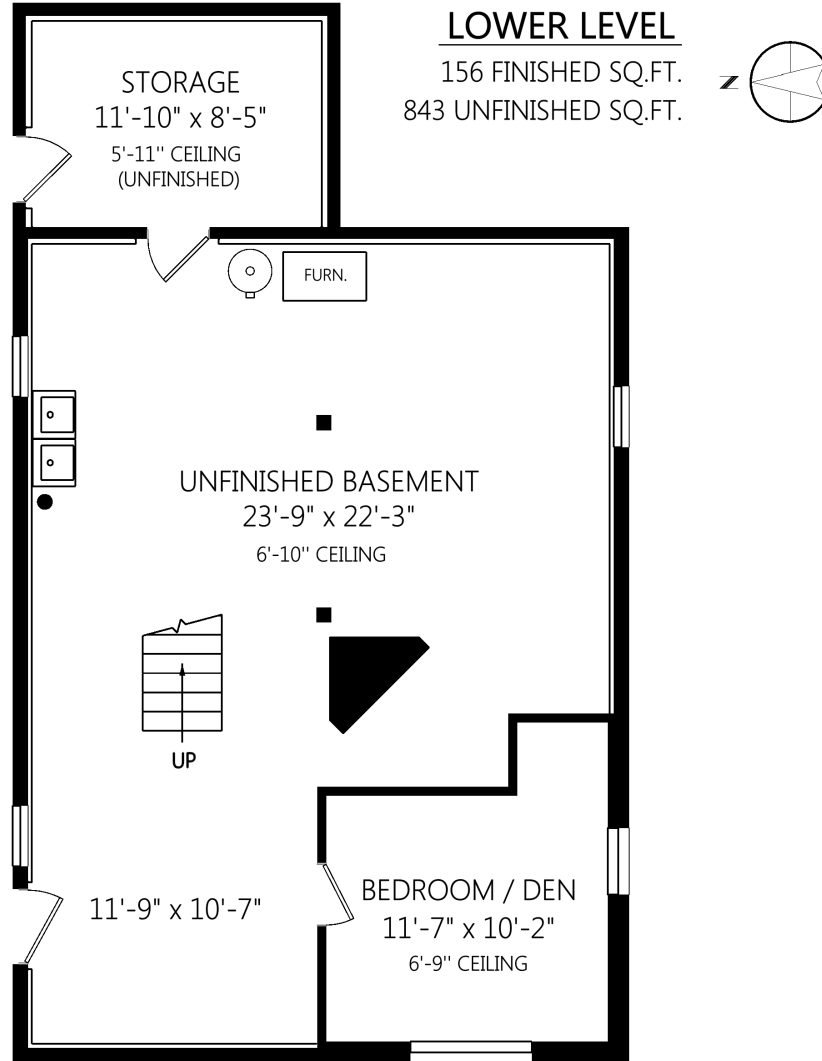 LOWER LEVEL
156 FINISHED SQ.FT.
843 UNFINISHED SQ.FT.
N
STORAGE
11'-10" x 8'-5"
5'-11" CEILING
(UNFINISHED)
FURN.
UNFINISHED BASEMENT
23'-9" x 22'-3"
6'-10" CEILING
UP
11'-9" x 10'-7"
BEDROOM / DEN
11'-7" x 10'-2"
6'-9" CEILING